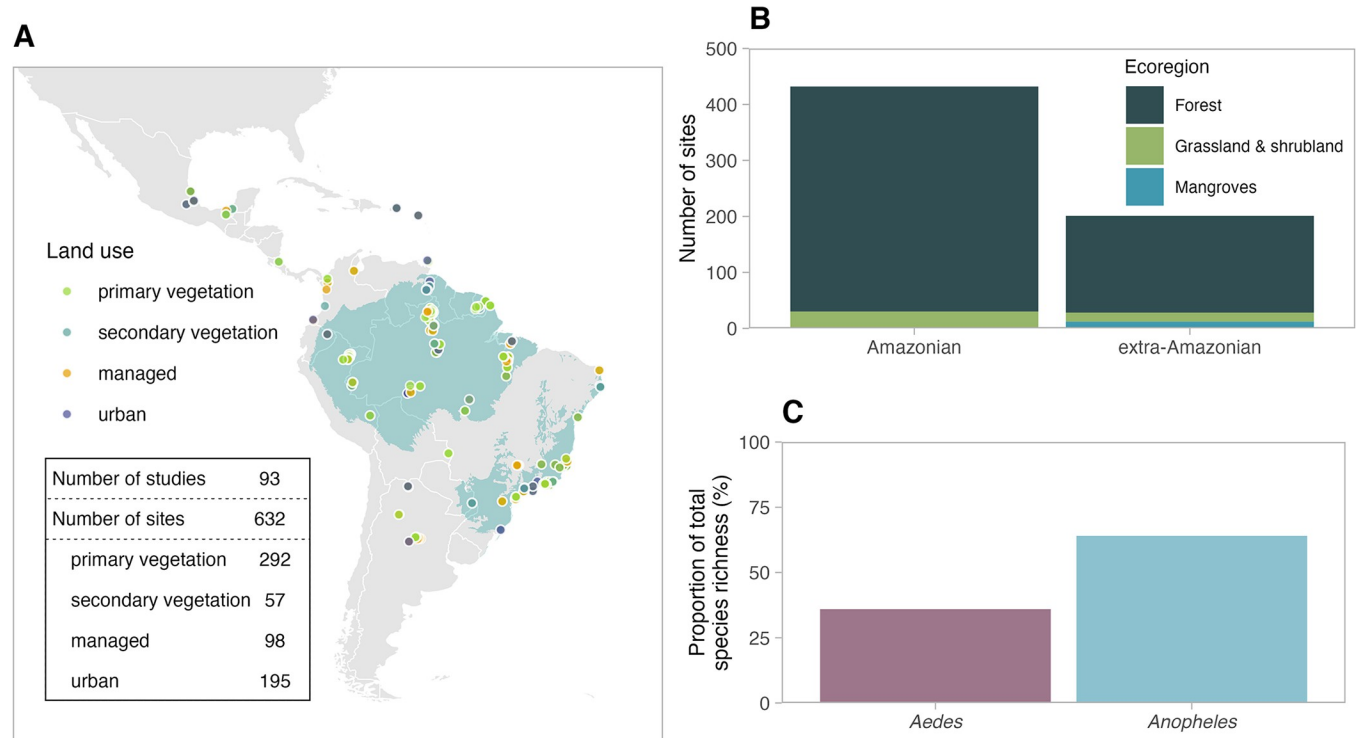 A
Land use
primary vegetation
secondary vegetation
managed
urban
Number of studies 93
Number of sites 632
primary vegetation 292
secondary vegetation 57
managed 98
urban 195
B
Number of sites
500
400
300
200
100
0
Ecoregion
Forest
Grassland & shrubland
Mangroves
Amazonian
extra-Amazonian
C
Proportion of total
species richness (%)
100
75
50
25
0
Aedes
Anopheles